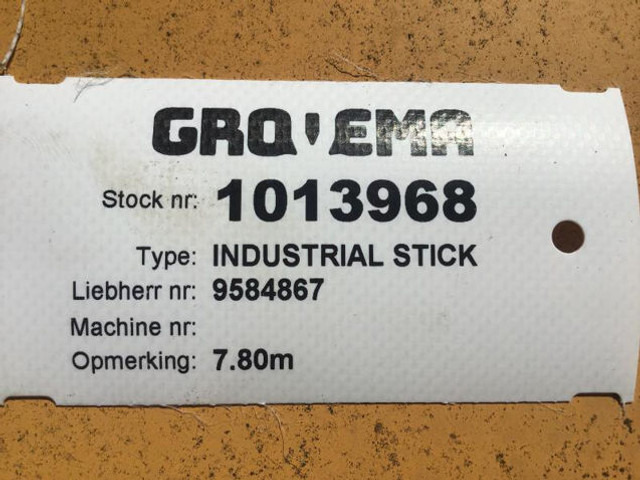 GROVEMA
Stock nr: 1013968
Type: INDUSTRIAL STICK
Liebherr nr: 9584867
Machine nr:
Opmerking: 7.80m